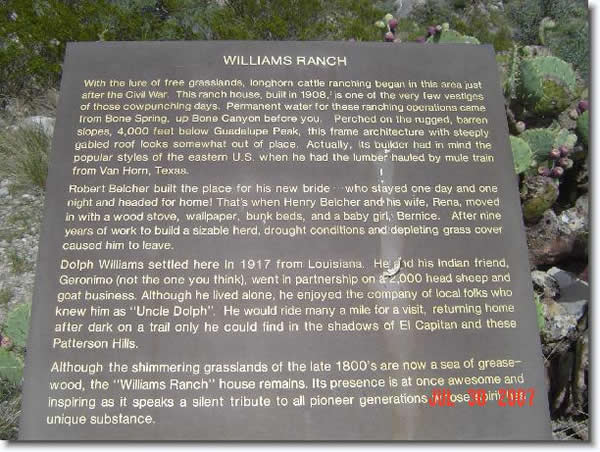 WILLIAMS RANCH
With the lure of free grasslands, longhorn cattle ranching began in this area just
after the Civil War. This ranch house, built in 1908, is one of the very few vestiges
of those cowpunching days. Permanent water for these ranching operations came
from Bone Spring, up Bone Canyon before you. Perched on the rugged, barren
slopes, 4,000 feet below Guadelupe Peak, this frame architecture with steeply
gabled roof looks somewhat out of place. Actually, its builder had in mind the
popular styles of the eastern U.S. when he had the lumber hauled by mule train
from Van Horn, Texas.
Robert Belcher built the place for his new bride -- who stayed one day and one
night and headed for home! That's when Henry Belcher and his wife, Rena, moved
in with a wood stove, wallpaper, bunk beds, and a baby girl, Bernice. After nine
years of work to build a sizable herd, drought conditions and depleting grass cover
caused him to leave.
Dolph Williams settled here in 1917 from Louisiana. He and his Indian friend,
Geronimo (not the one you think), went in partnership on a 2,000 head sheep and
goat business. Although he lived alone, he enjoyed the company of local folks who
knew him as "Uncle Dolph". He would ride many a mile for a visit, returning home
after dark on a trail only he could find in the shadows of El Capitan and these
Patterson Hills.
Although the shimmering grasslands of the late 1800's are now a sea of grease-
wood, the "Williams Ranch" house remains. Its presence is at once awesome and
inspiring as it speaks a silent tribute to all pioneer generations whose spirit has
unique substance.
JUL 30 2007